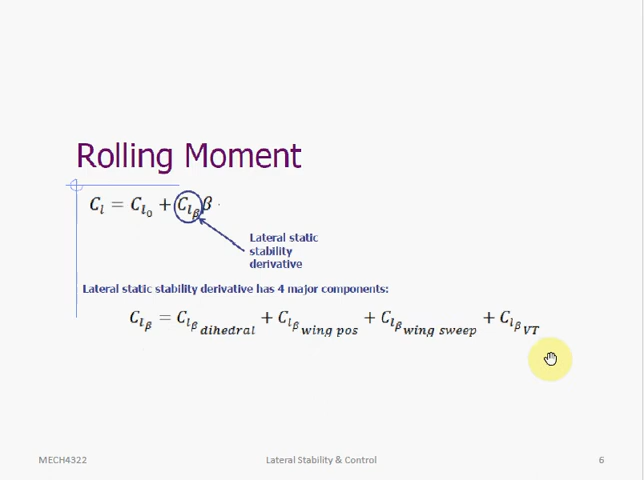 Rolling Moment
C_l = C_{l_0} + C_{l_β} β
Lateral static
stability
derivative
Lateral static stability derivative has 4 major components:
C_{l_β} = C_{l_β dihedral} + C_{l_β wing pos} + C_{l_β wing sweep} + C_{l_β VT}
MECH4322 Lateral Stability & Control 6